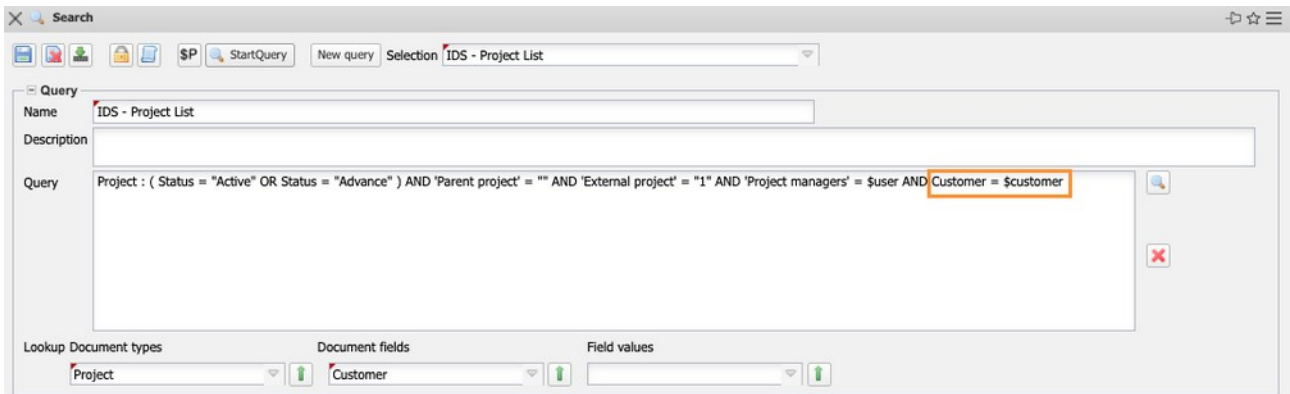 Search
$P StartQuery New query Selection IDS - Project List
Query
Name IDS - Project List
Description
Query Project : ( Status = "Active" OR Status = "Advance" ) AND 'Parent project' = "" AND 'External project' = "1" AND 'Project managers' = $user AND Customer = $customer
Lookup Document types Document fields Field values
Project Customer